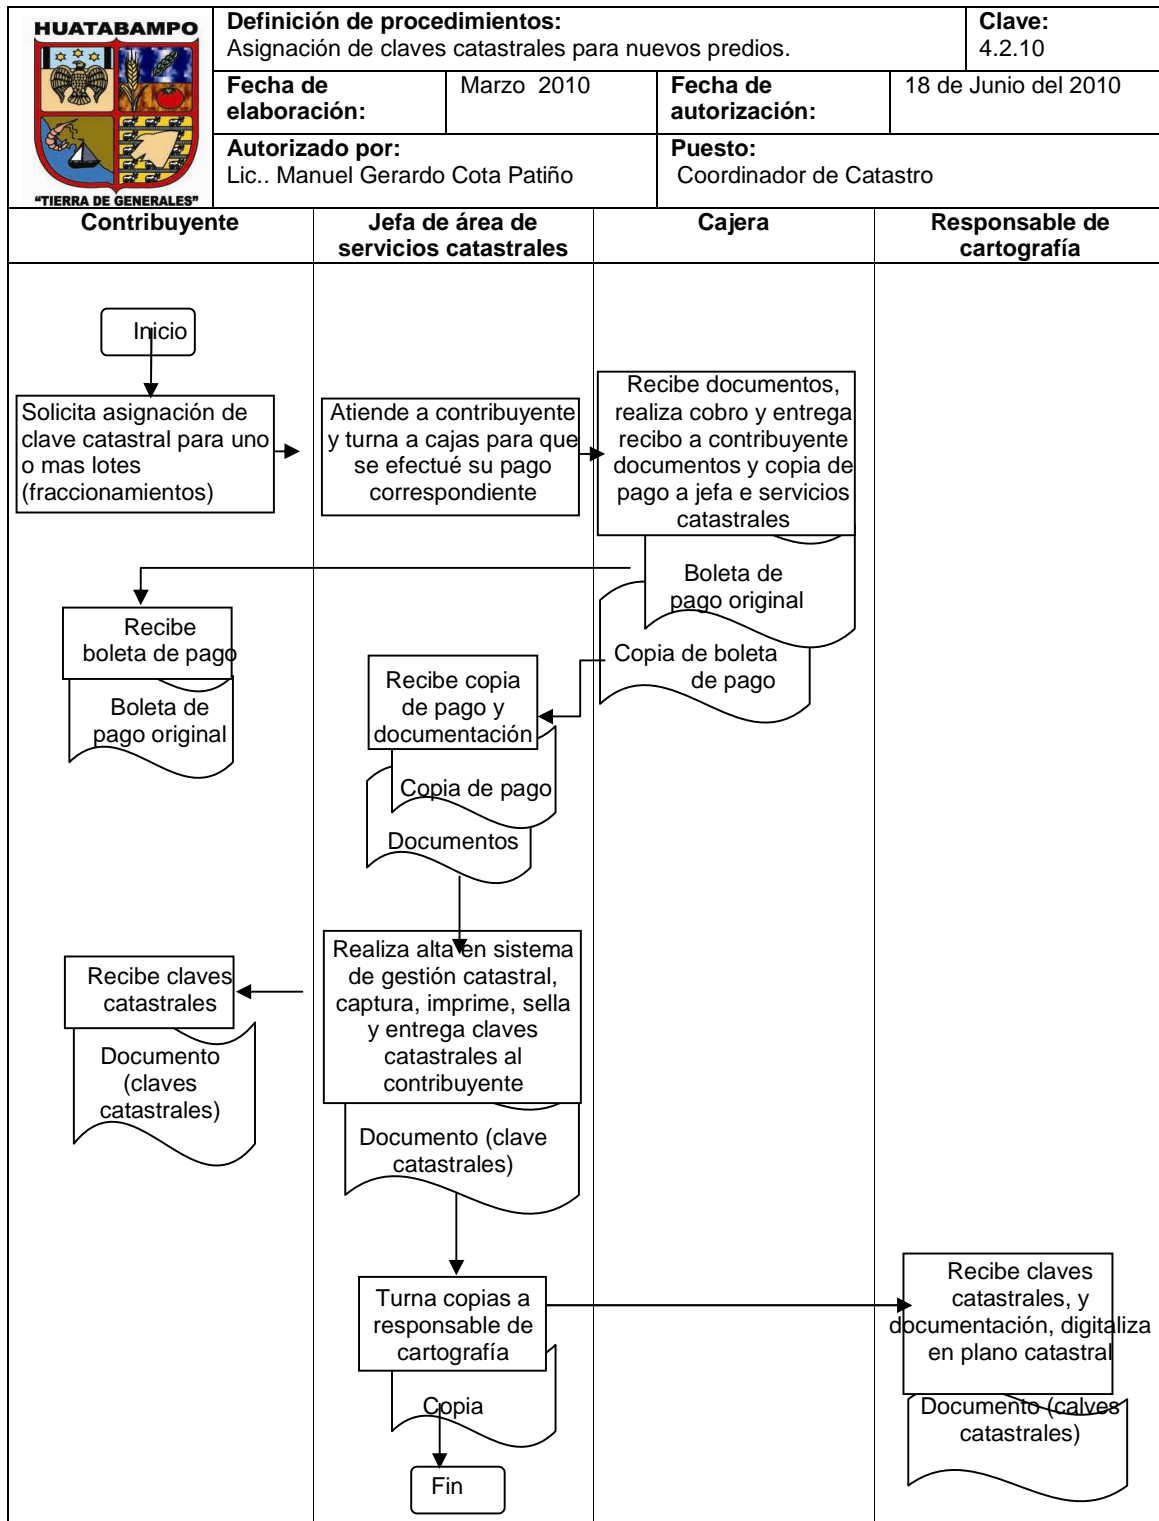 HUATABAMPO
"TIERRA DE GENERALES"
Definición de procedimientos:
Asignación de claves catastrales para nuevos predios.
Clave:
4.2.10
Fecha de
elaboración:
Marzo 2010
Fecha de
autorización:
18 de Junio del 2010
Autorizado por:
Lic.. Manuel Gerardo Cota Patiño
Puesto:
Coordinador de Catastro
Contribuyente
Jefa de área de
servicios catastrales
Cajera
Responsable de
cartografía
Inicio
Solicita asignación de
clave catastral para uno
o mas lotes
(fraccionamientos)
Atiende a contribuyente
y turna a cajas para que
se efectué su pago
correspondiente
Recibe documentos,
realiza cobro y entrega
recibo a contribuyente
documentos y copia de
pago a jefa e servicios
catastrales
Boleta de
pago original
Copia de boleta
de pago
Recibe
boleta de pago
Boleta de
pago original
Recibe copia
de pago y
documentación
Copia de pago
Documentos
Realiza alta en sistema
de gestión catastral,
captura, imprime, sella
y entrega claves
catastrales al
contribuyente
Documento (clave
catastrales)
Recibe claves
catastrales
Documento
(claves
catastrales)
Turna copias a
responsable de
cartografía
Copia
Fin
Recibe claves
catastrales, y
documentación, digitaliza
en plano catastral
Documento (calves
catastrales)